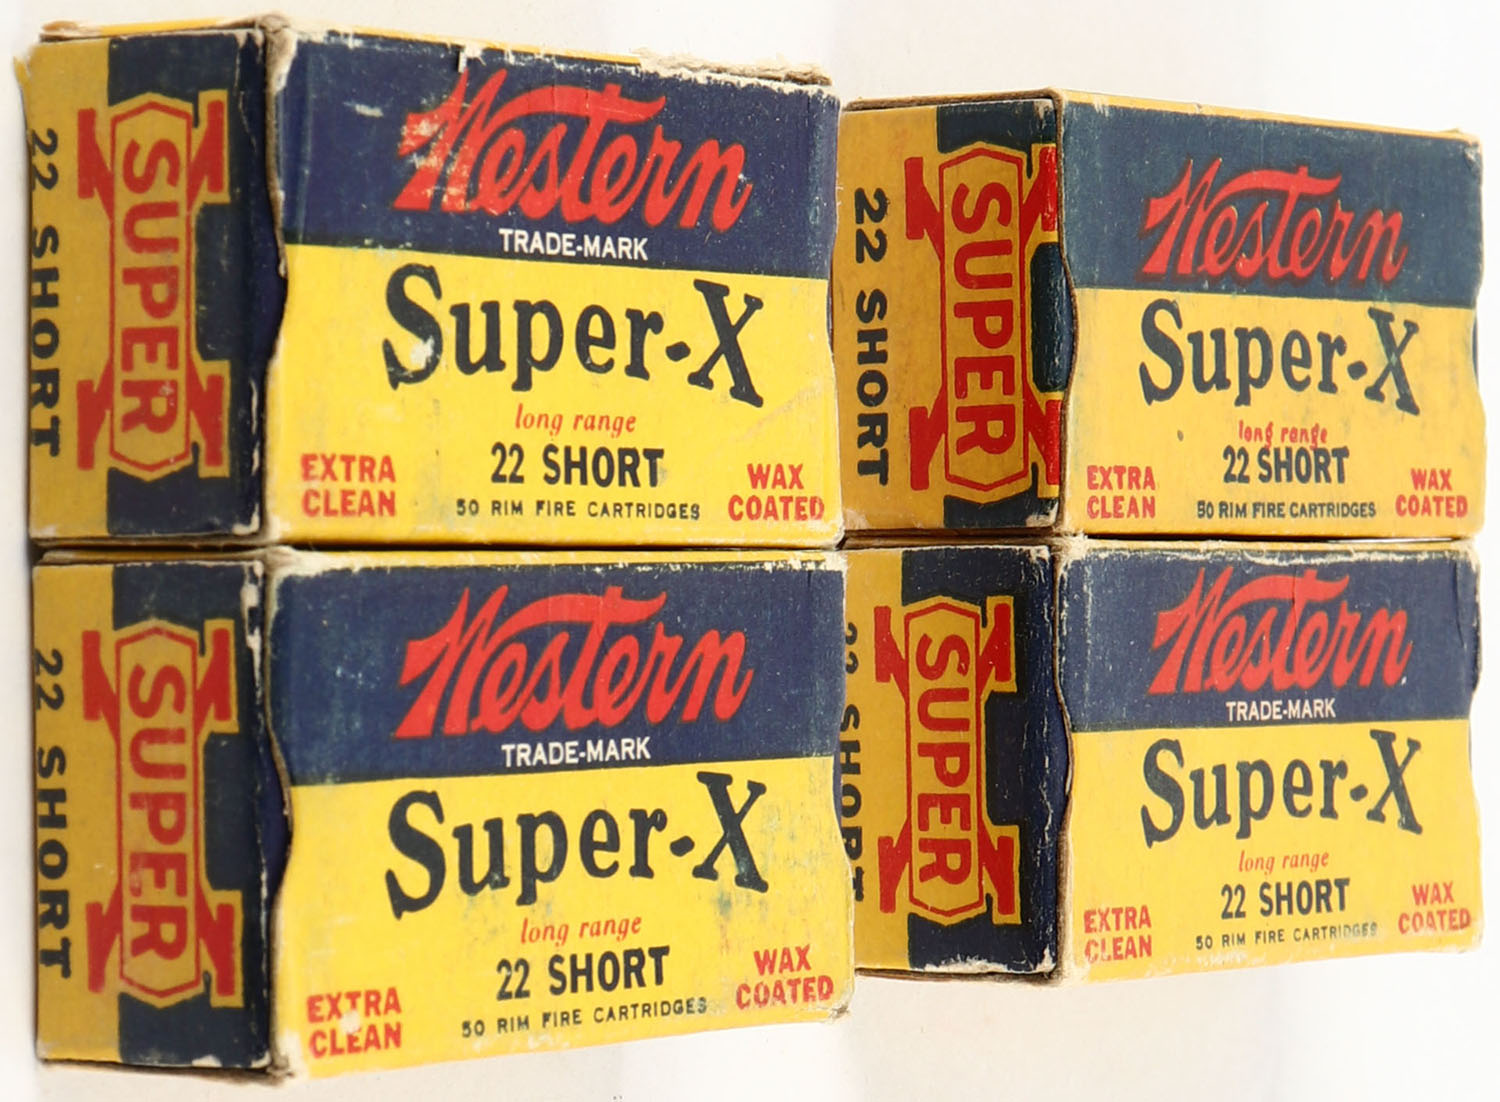 22 SHORT
SUPER X
Western
TRADE-MARK
Super-X
long range
22 SHORT
50 RIM FIRE CARTRIDGES
EXTRA
CLEAN
WAX
COATED
22 SHORT
SUPER X
Western
Super-X
long range
22 SHORT
50 RIM FIRE CARTRIDGES
EXTRA
CLEAN
WAX
COATED
22 SHORT
SUPER X
Western
TRADE-MARK
Super-X
long range
22 SHORT
50 RIM FIRE CARTRIDGES
EXTRA
CLEAN
WAX
COATED
22 SHORT
SUPER X
Western
TRADE-MARK
Super-X
long range
22 SHORT
50 RIM FIRE CARTRIDGES
EXTRA
CLEAN
WAX
COATED